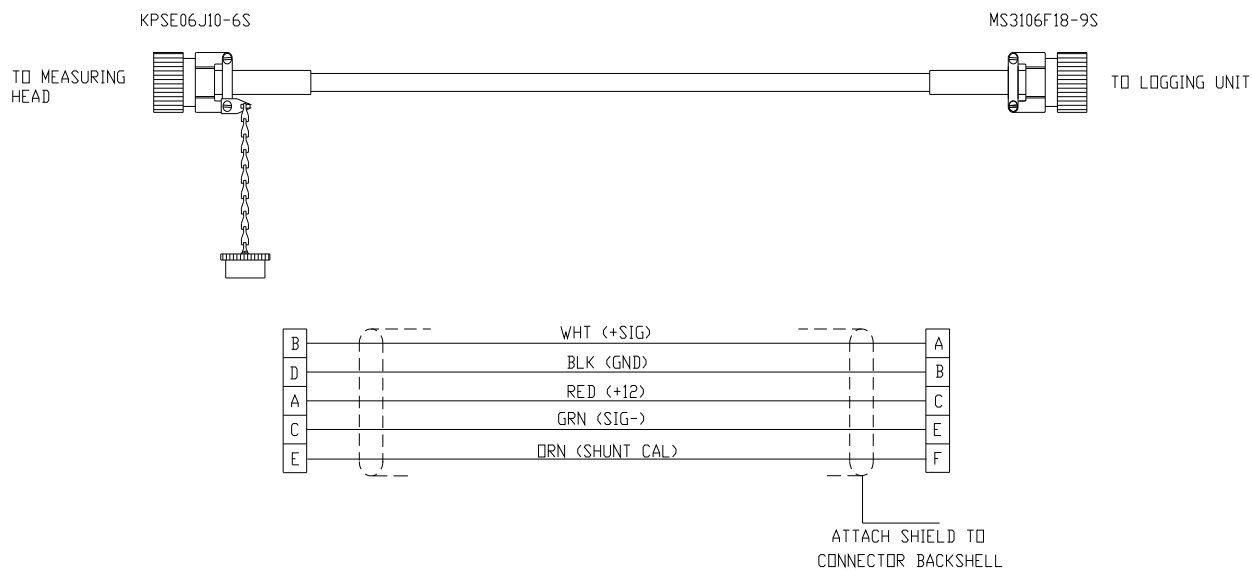 KPSE06J10-6S
MS3106F18-9S
TO MEASURING
HEAD
TO LOGGING UNIT
B
WHT (+SIG)
A
D
BLK (GND)
B
A
RED (+12)
C
C
GRN (SIG-)
E
E
ORN (SHUNT CAL)
F
ATTACH SHIELD TO
CONNECTOR BACKSHELL